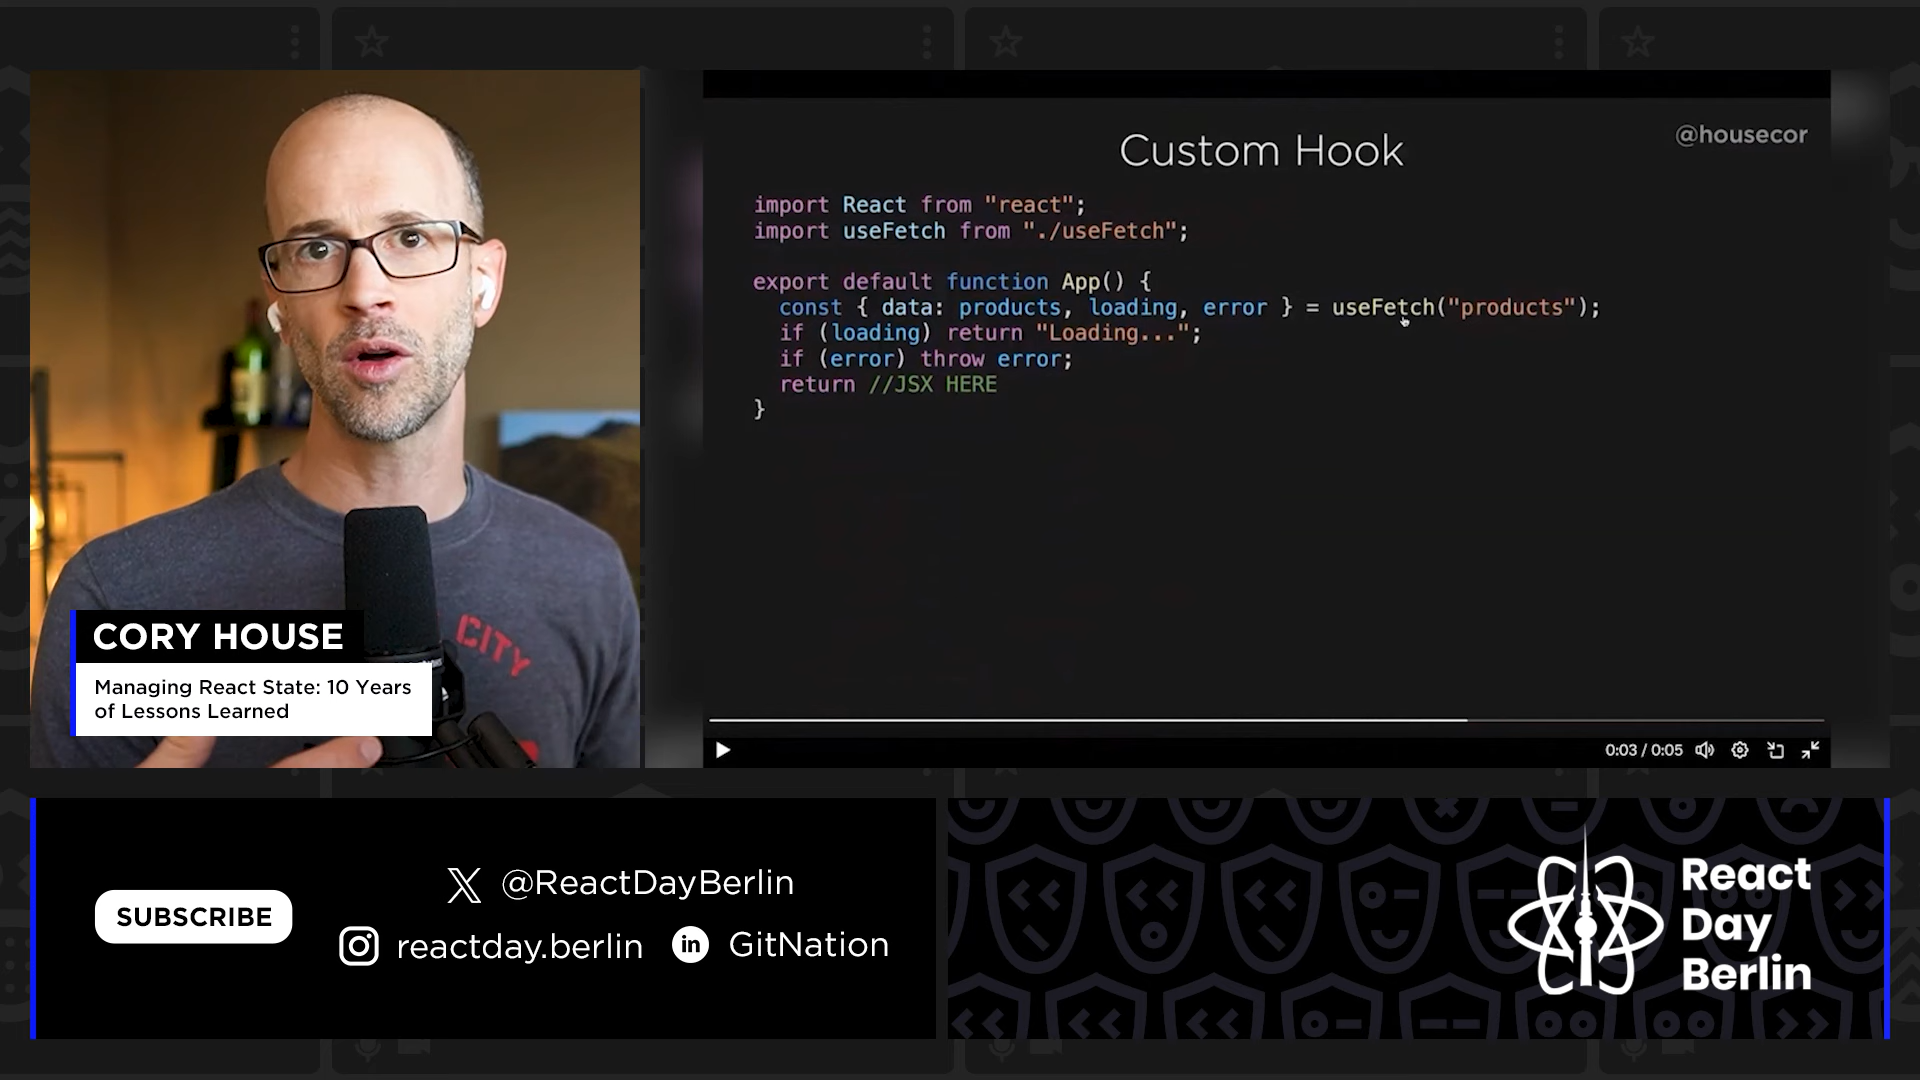 Custom Hook
@housecor
import React from "react";
import useFetch from "./useFetch";
export default function App() {
const { data: products, loading, error } = useFetch("products");
if (loading) return "Loading...";
if (error) throw error;
return //JSX HERE
}
0:03 / 0:05
CITY
CORY HOUSE
Managing React State: 10 Years
of Lessons Learned
SUBSCRIBE
@ReactDayBerlin
reactday.berlin
in
GitNation
React
Day
Berlin